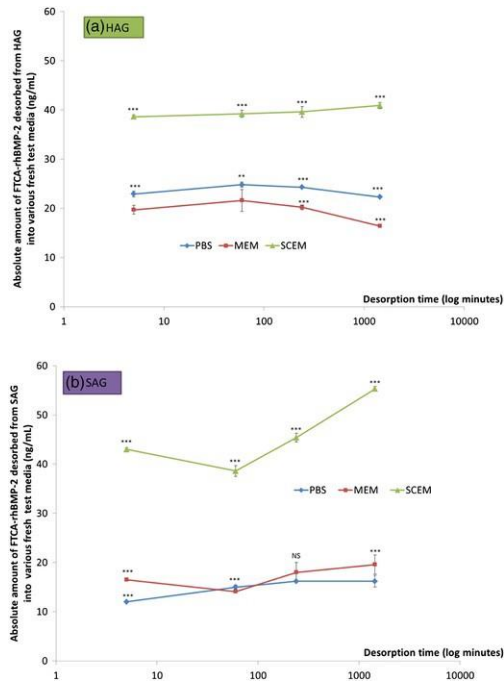 (a) HAG
Absolute amount of FTCA-rhBMP-2 desorbed from HAG
into various fresh test media (ng/mL)
60
50
40
30
20
10
0
***
***
***
***
***
**
***
***
***
***
PBS
MEM
SCEM
Desorption time (log minutes)
1
10
100
1000
10000
(b) SAG
Absolute amount of FTCA-rhBMP-2 desorbed from SAG
into various fresh test media (ng/mL)
60
50
40
30
20
10
0
***
***
***
***
PBS
MEM
SCEM
***
***
***
NS
***
Desorption time (log minutes)
1
10
100
1000
10000